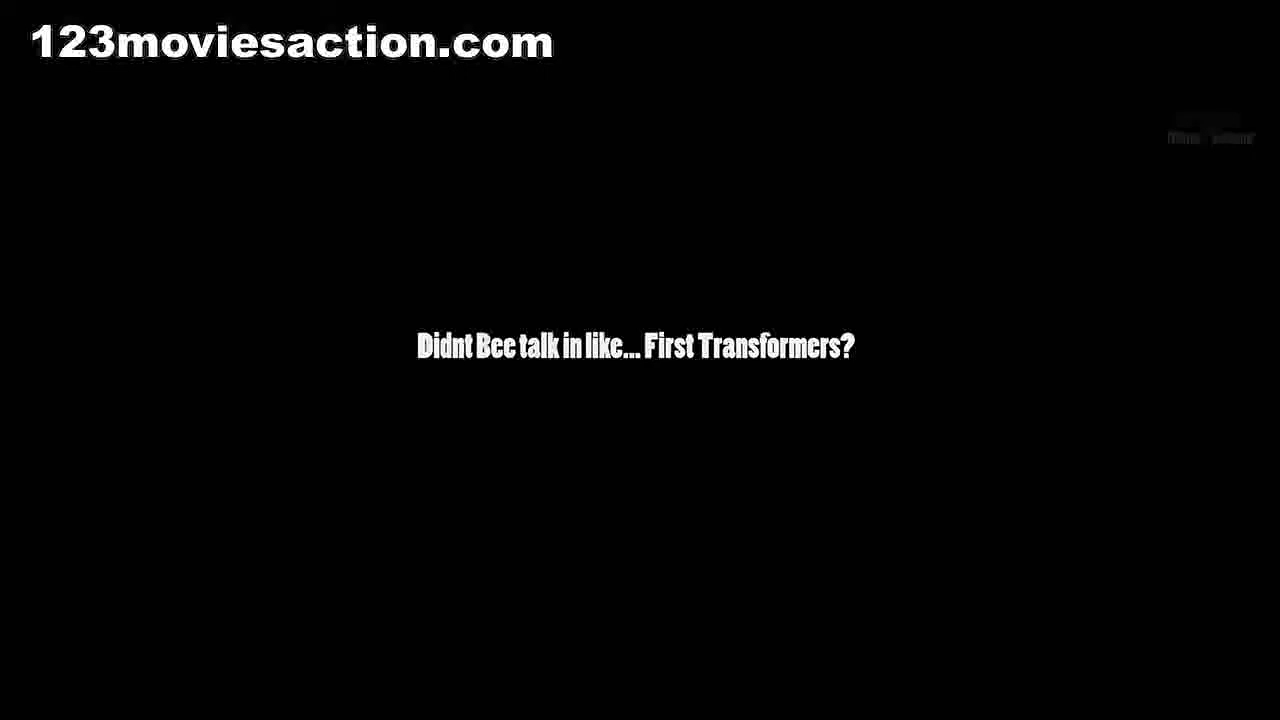 123moviesaction.com
Didnt Bee talk in like... First Transformers?